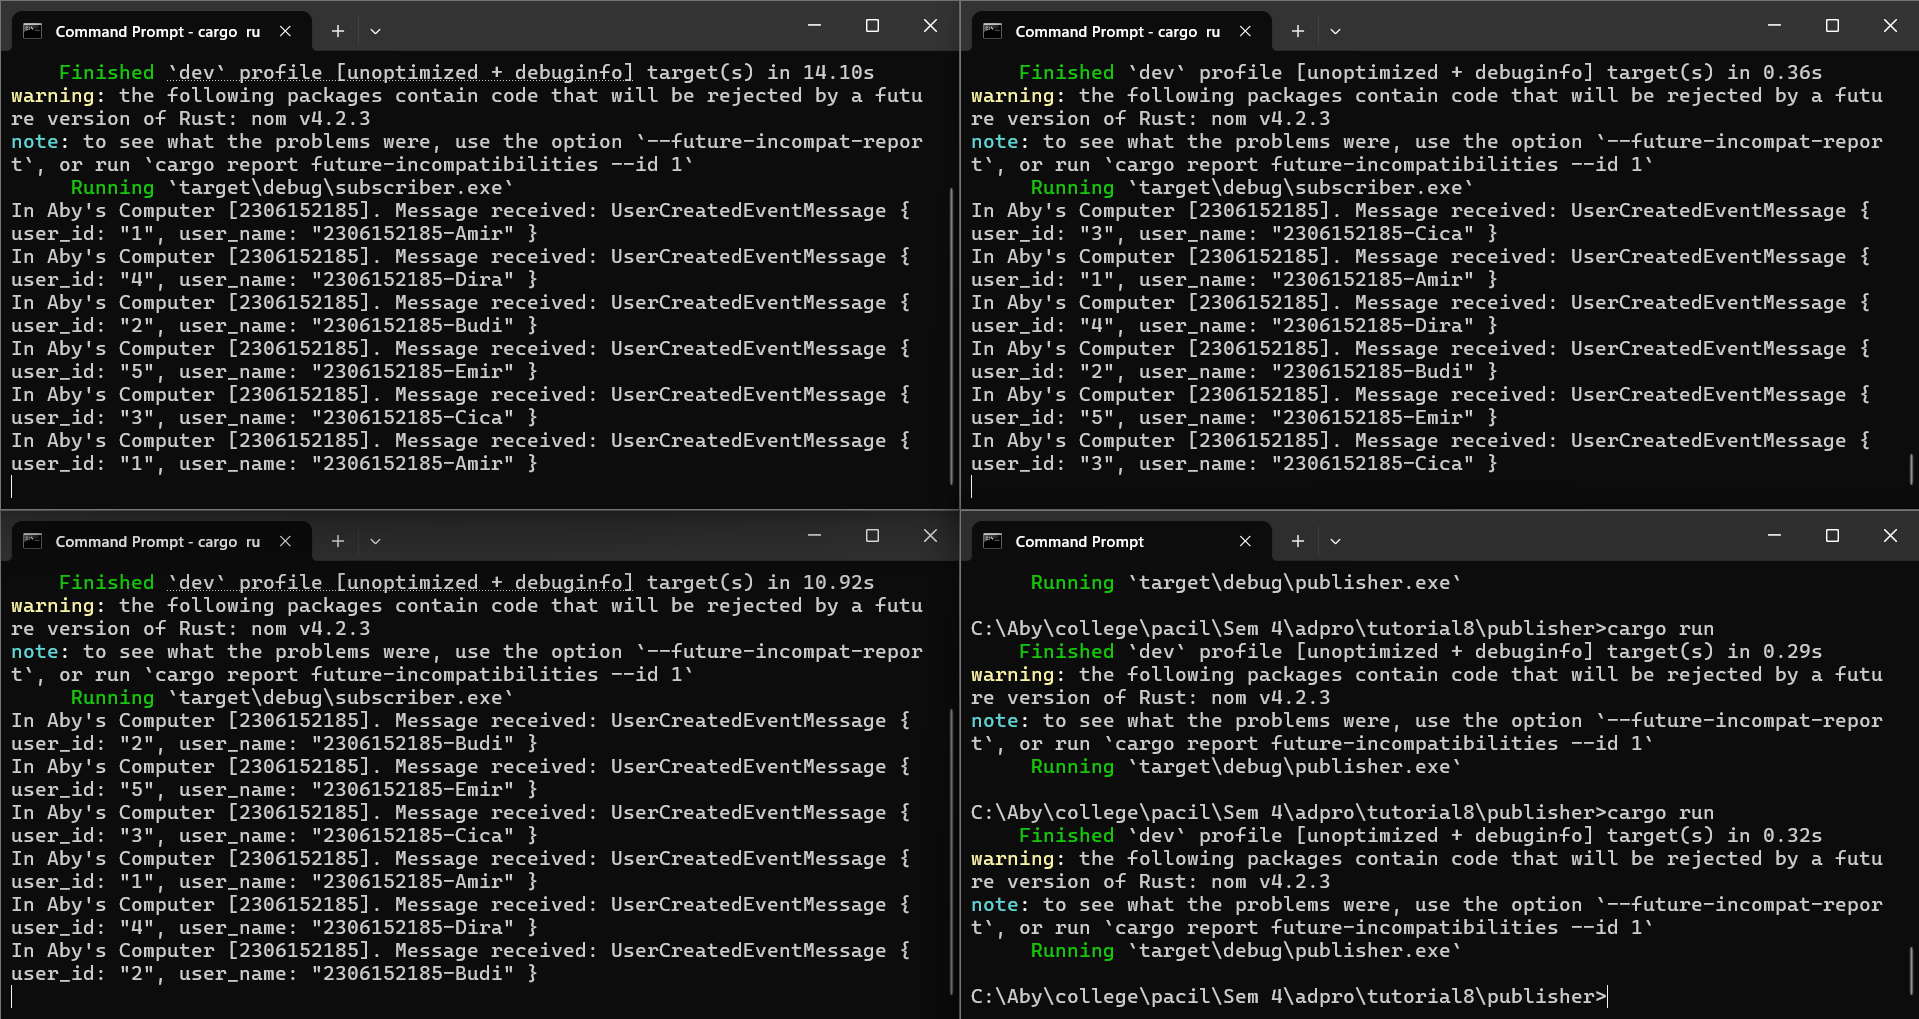 Command Prompt - cargo  ru
Finished `dev` profile [unoptimized + debuginfo] target(s) in 14.10s
warning: the following packages contain code that will be rejected by a futu
re version of Rust: nom v4.2.3
note: to see what the problems were, use the option `--future-incompat-repor
t`, or run `cargo report future-incompatibilities --id 1`
Running `target\debug\subscriber.exe`
In Aby's Computer [2306152185]. Message received: UserCreatedEventMessage {
user_id: "1", user_name: "2306152185-Amir" }
In Aby's Computer [2306152185]. Message received: UserCreatedEventMessage {
user_id: "4", user_name: "2306152185-Dira" }
In Aby's Computer [2306152185]. Message received: UserCreatedEventMessage {
user_id: "2", user_name: "2306152185-Budi" }
In Aby's Computer [2306152185]. Message received: UserCreatedEventMessage {
user_id: "5", user_name: "2306152185-Emir" }
In Aby's Computer [2306152185]. Message received: UserCreatedEventMessage {
user_id: "3", user_name: "2306152185-Cica" }
In Aby's Computer [2306152185]. Message received: UserCreatedEventMessage {
user_id: "1", user_name: "2306152185-Amir" }
Command Prompt - cargo  ru
Finished `dev` profile [unoptimized + debuginfo] target(s) in 0.36s
warning: the following packages contain code that will be rejected by a futu
re version of Rust: nom v4.2.3
note: to see what the problems were, use the option `--future-incompat-repor
t`, or run `cargo report future-incompatibilities --id 1`
Running `target\debug\subscriber.exe`
In Aby's Computer [2306152185]. Message received: UserCreatedEventMessage {
user_id: "3", user_name: "2306152185-Cica" }
In Aby's Computer [2306152185]. Message received: UserCreatedEventMessage {
user_id: "1", user_name: "2306152185-Amir" }
In Aby's Computer [2306152185]. Message received: UserCreatedEventMessage {
user_id: "4", user_name: "2306152185-Dira" }
In Aby's Computer [2306152185]. Message received: UserCreatedEventMessage {
user_id: "2", user_name: "2306152185-Budi" }
In Aby's Computer [2306152185]. Message received: UserCreatedEventMessage {
user_id: "5", user_name: "2306152185-Emir" }
In Aby's Computer [2306152185]. Message received: UserCreatedEventMessage {
user_id: "3", user_name: "2306152185-Cica" }
Command Prompt - cargo  ru
Finished `dev` profile [unoptimized + debuginfo] target(s) in 10.92s
warning: the following packages contain code that will be rejected by a futu
re version of Rust: nom v4.2.3
note: to see what the problems were, use the option `--future-incompat-repor
t`, or run `cargo report future-incompatibilities --id 1`
Running `target\debug\subscriber.exe`
In Aby's Computer [2306152185]. Message received: UserCreatedEventMessage {
user_id: "2", user_name: "2306152185-Budi" }
In Aby's Computer [2306152185]. Message received: UserCreatedEventMessage {
user_id: "5", user_name: "2306152185-Emir" }
In Aby's Computer [2306152185]. Message received: UserCreatedEventMessage {
user_id: "3", user_name: "2306152185-Cica" }
In Aby's Computer [2306152185]. Message received: UserCreatedEventMessage {
user_id: "1", user_name: "2306152185-Amir" }
In Aby's Computer [2306152185]. Message received: UserCreatedEventMessage {
user_id: "4", user_name: "2306152185-Dira" }
In Aby's Computer [2306152185]. Message received: UserCreatedEventMessage {
user_id: "2", user_name: "2306152185-Budi" }
Command Prompt
Running `target\debug\publisher.exe`
C:\Aby\college\pacil\Sem 4\adpro\tutorial8\publisher>cargo run
Finished `dev` profile [unoptimized + debuginfo] target(s) in 0.29s
warning: the following packages contain code that will be rejected by a futu
re version of Rust: nom v4.2.3
note: to see what the problems were, use the option `--future-incompat-repor
t`, or run `cargo report future-incompatibilities --id 1`
Running `target\debug\publisher.exe`
C:\Aby\college\pacil\Sem 4\adpro\tutorial8\publisher>cargo run
Finished `dev` profile [unoptimized + debuginfo] target(s) in 0.32s
warning: the following packages contain code that will be rejected by a futu
re version of Rust: nom v4.2.3
note: to see what the problems were, use the option `--future-incompat-repor
t`, or run `cargo report future-incompatibilities --id 1`
Running `target\debug\publisher.exe`
C:\Aby\college\pacil\Sem 4\adpro\tutorial8\publisher>